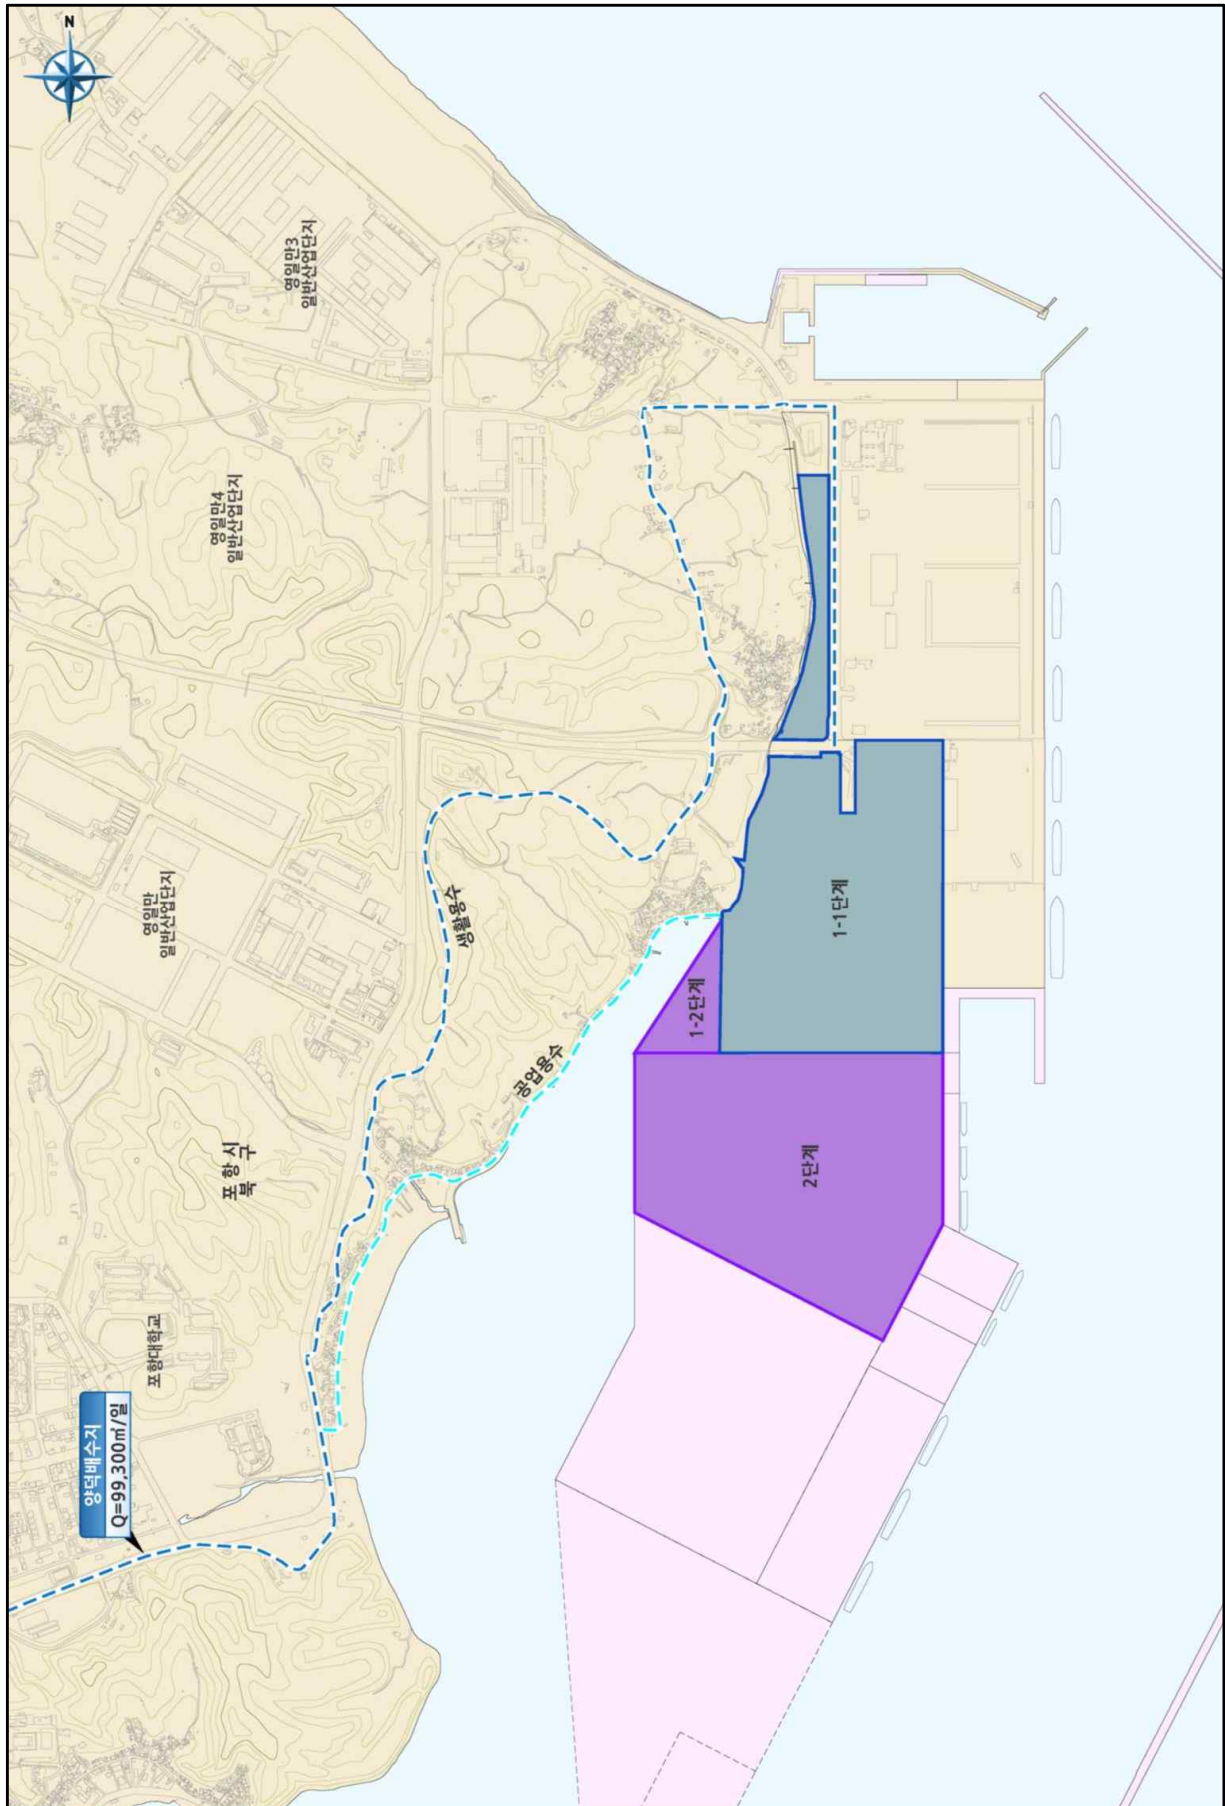 N
영일만3
일반산업단지
영일만4
일반산업단지
영일만
일반산업단지
생활용수
1-1단계
1-2단계
공업용수
포 항 시
북 구
2단계
포항대학교
양덕배수지
Q=99,300㎥/일